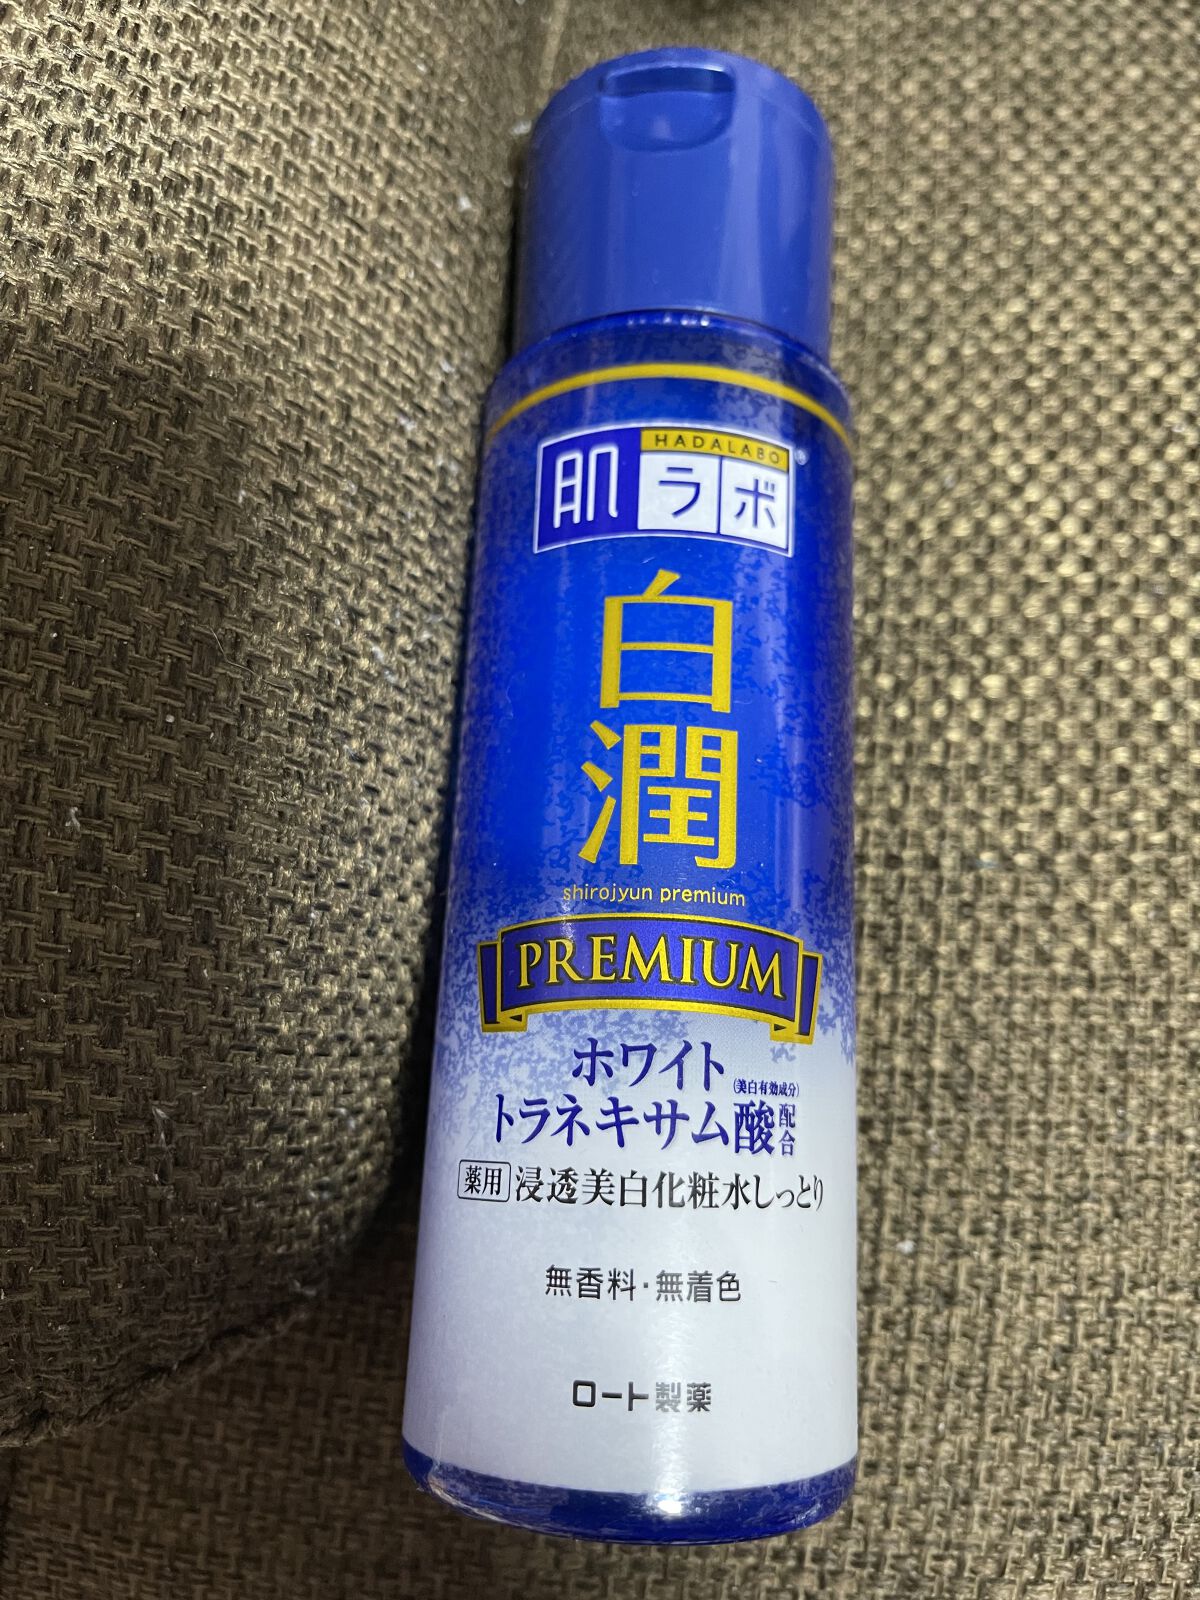 HADALABO®
肌ラボ
白潤
shirojyun premium
PREMIUM
ホワイト
トラネキサム酸(美白有効成分)配合
薬用 浸透美白化粧水しっとり
無香料・無着色
ロート製薬